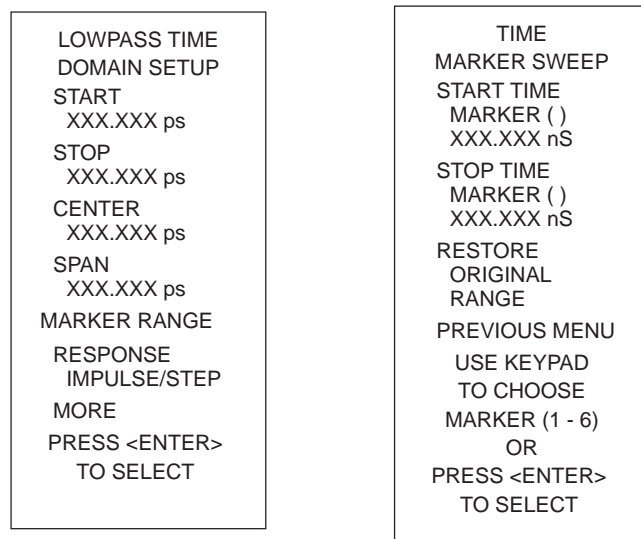 LOWPASS TIME
DOMAIN SETUP
START
XXX.XXX ps
STOP
XXX.XXX ps
CENTER
XXX.XXX ps
SPAN
XXX.XXX ps
MARKER RANGE
RESPONSE
IMPULSE/STEP
MORE
PRESS <ENTER>
TO SELECT
TIME
MARKER SWEEP
START TIME
MARKER ( )
XXX.XXX nS
STOP TIME
MARKER ( )
XXX.XXX nS
RESTORE
ORIGINAL
RANGE
PREVIOUS MENU
USE KEYPAD
TO CHOOSE
MARKER (1 - 6)
OR
PRESS <ENTER>
TO SELECT